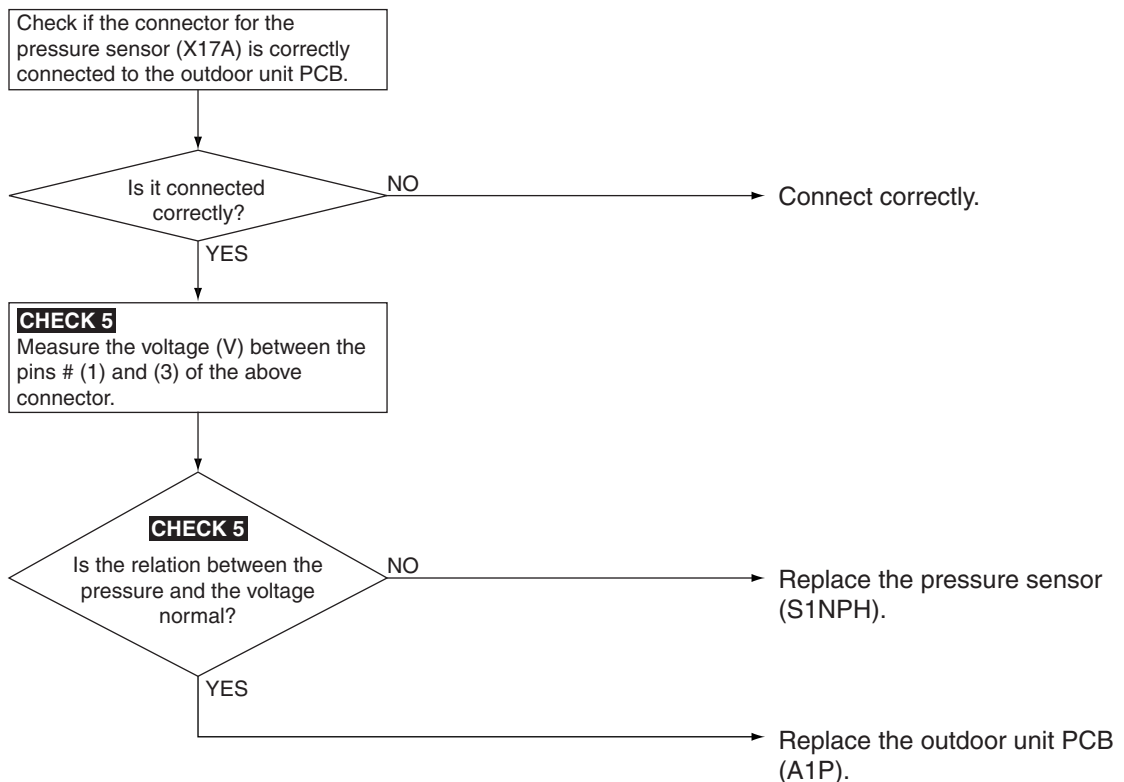 Check if the connector for the
pressure sensor (X17A) is correctly
connected to the outdoor unit PCB.
Is it connected
correctly?
NO
Connect correctly.
YES
CHECK 5
Measure the voltage (V) between the
pins # (1) and (3) of the above
connector.
CHECK 5
Is the relation between the
pressure and the voltage
normal?
NO
Replace the pressure sensor
(S1NPH).
YES
Replace the outdoor unit PCB
(A1P).